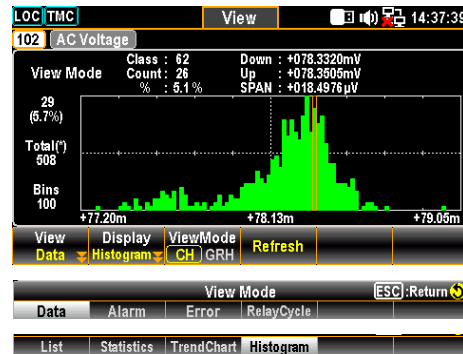 LOC TMC View 14:37:39
102 AC Voltage
Class : 62 Down : +078.3320mV
View Mode Count : 26 Up : +078.3505mV
% : 5.1 % SPAN : +018.4976µV
29
(5.7%)
Total(*)
508
Bins
100
+77.20m +78.13m +79.05m
View Display ViewMode Refresh
Data Histogram CH GRH
View Mode ESC :Return
Data Alarm Error RelayCycle
List Statistics TrendChart Histogram